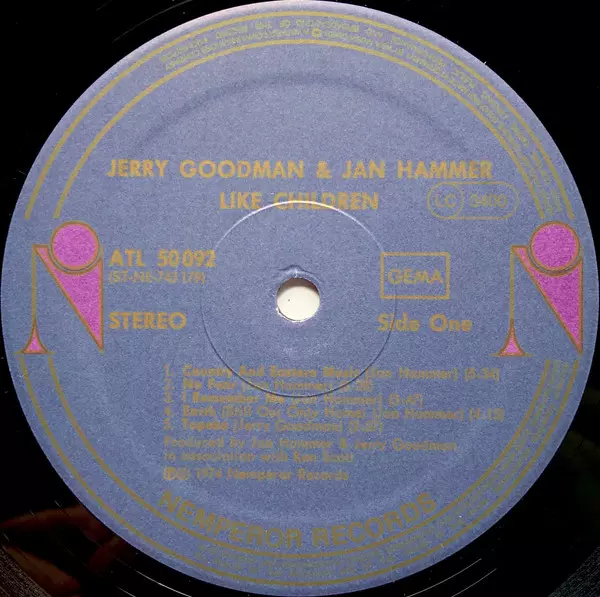 JERRY GOODMAN & JAN HAMMER
LIKE CHILDREN
LC 5406
ATL 50 092
GEMA
STEREO
Side One
1. Country And Eastern Music (Jan Hammer)
2. No Fear (Jan Hammer)
3. I Remember Me (Jan Hammer)
4. Earth (Still Our Only Home) (Jan Hammer) (4:15)
5. Topeka (Jerry Goodman)
Produced by Jan Hammer & Jerry Goodman
in association with Ken Scott
℗© 1974 Nemperor Records
NEMPEROR RECORDS